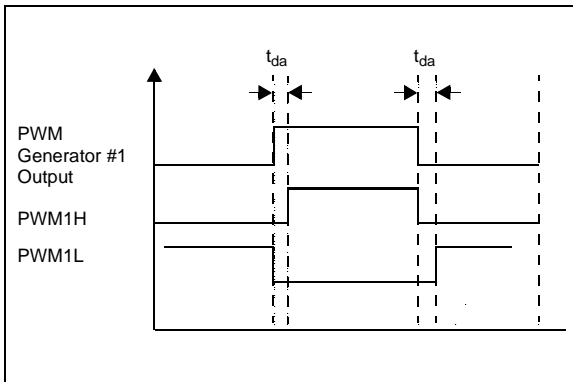 tda
tda
PWM
Generator #1
Output
PWM1H
PWM1L